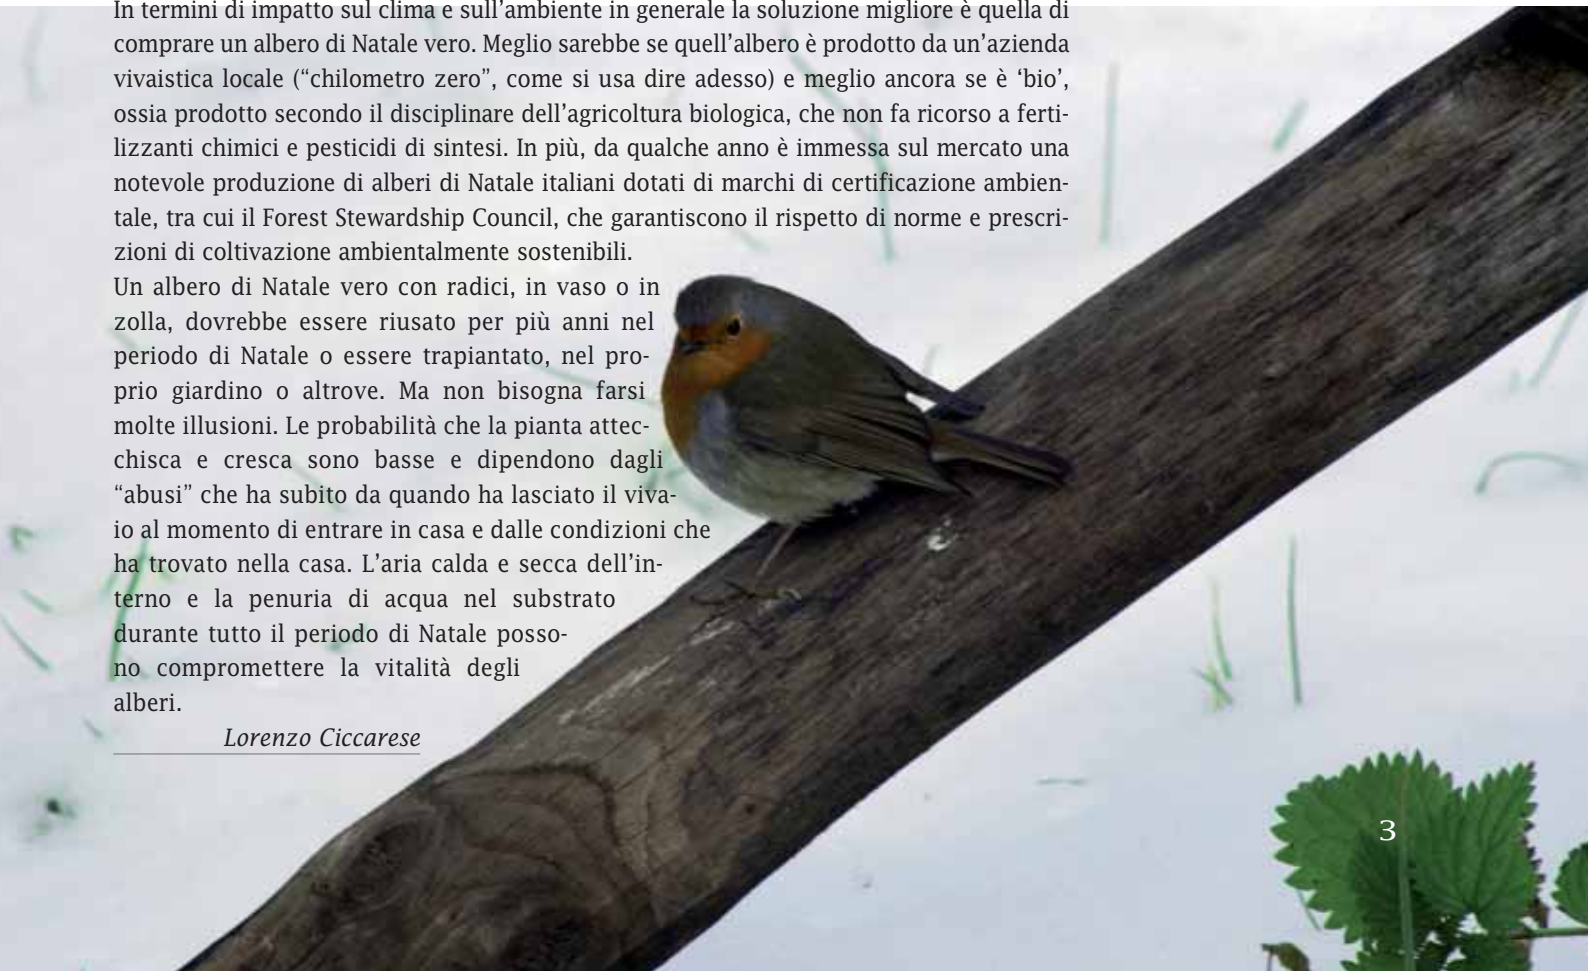 In termini di impatto sul clima e sull’ambiente in generale la soluzione migliore è quella di
comprare un albero di Natale vero. Meglio sarebbe se quell’albero è prodotto da un’azienda
vivaistica locale (“chilometro zero”, come si usa dire adesso) e meglio ancora se è ‘bio’,
ossia prodotto secondo il disciplinare dell’agricoltura biologica, che non fa ricorso a ferti-
lizzanti chimici e pesticidi di sintesi. In più, da qualche anno è immessa sul mercato una
notevole produzione di alberi di Natale italiani dotati di marchi di certificazione ambien-
tale, tra cui il Forest Stewardship Council, che garantiscono il rispetto di norme e prescri-
zioni di coltivazione ambientalmente sostenibili.
Un albero di Natale vero con radici, in vaso o in
zolla, dovrebbe essere riusato per più anni nel
periodo di Natale o essere trapiantato, nel pro-
prio giardino o altrove. Ma non bisogna farsi
molte illusioni. Le probabilità che la pianta attec-
chisca e cresca sono basse e dipendono dagli
“abusi” che ha subito da quando ha lasciato il viva-
io al momento di entrare in casa e dalle condizioni che
ha trovato nella casa. L’aria calda e secca dell’in-
terno e la penuria di acqua nel substrato
durante tutto il periodo di Natale posso-
no compromettere la vitalità degli
alberi.
Lorenzo Ciccarese
3